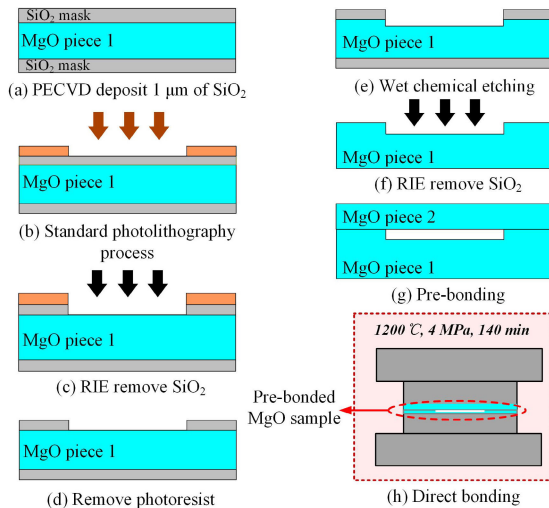 SiO₂ mask
MgO piece 1
SiO₂ mask
(a) PECVD deposit 1 μm of SiO₂
MgO piece 1
(b) Standard photolithography
process
MgO piece 1
(c) RIE remove SiO₂
MgO piece 1
(d) Remove photoresist
MgO piece 1
(e) Wet chemical etching
MgO piece 1
(f) RIE remove SiO₂
MgO piece 2
MgO piece 1
(g) Pre-bonding
1200 ℃, 4 MPa, 140 min
Pre-bonded
MgO sample
(h) Direct bonding